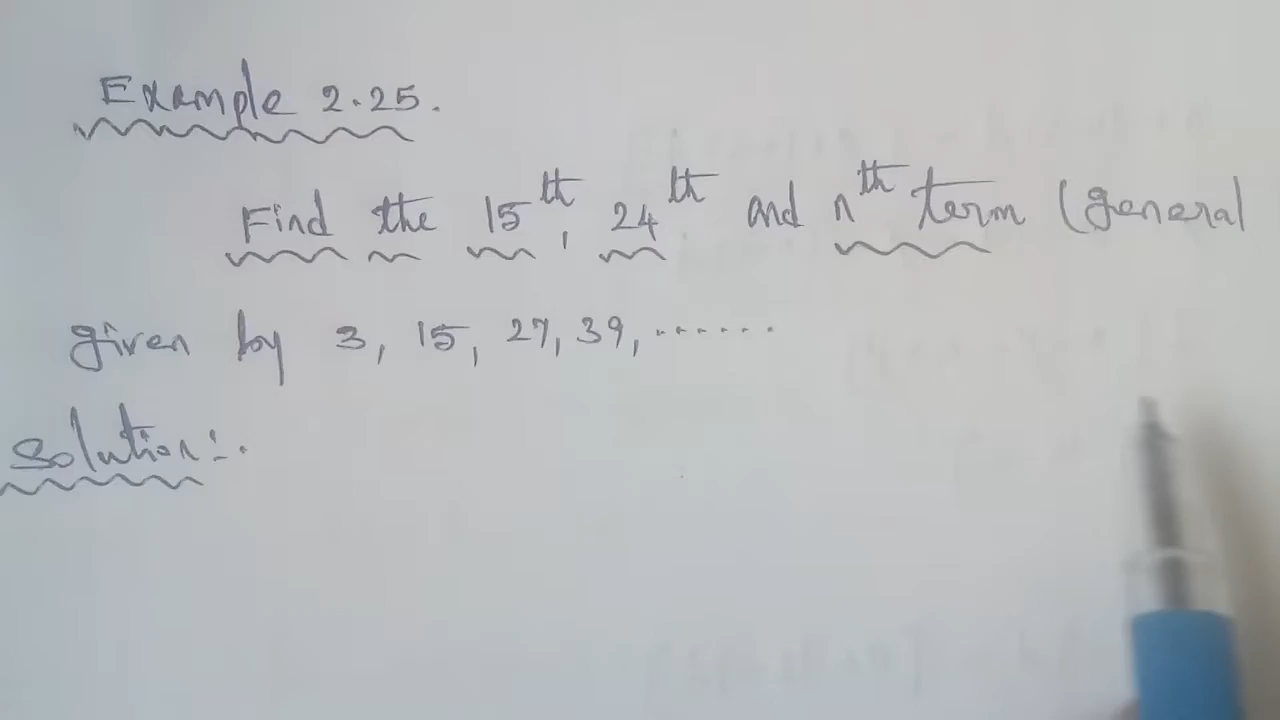 Example 2.25.
Find the 15th, 24th and nth term (general
given by 3, 15, 27, 39, .......
Solution:-.